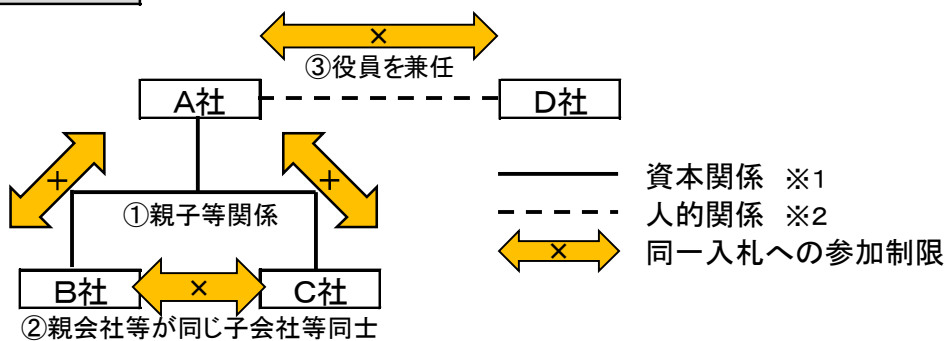 ×
③役員を兼任
A社
D社
×
×
①親子等関係
B社
×
C社
②親会社等が同じ子会社等同士
資本関係 ※1
人的関係 ※2
×
同一入札への参加制限